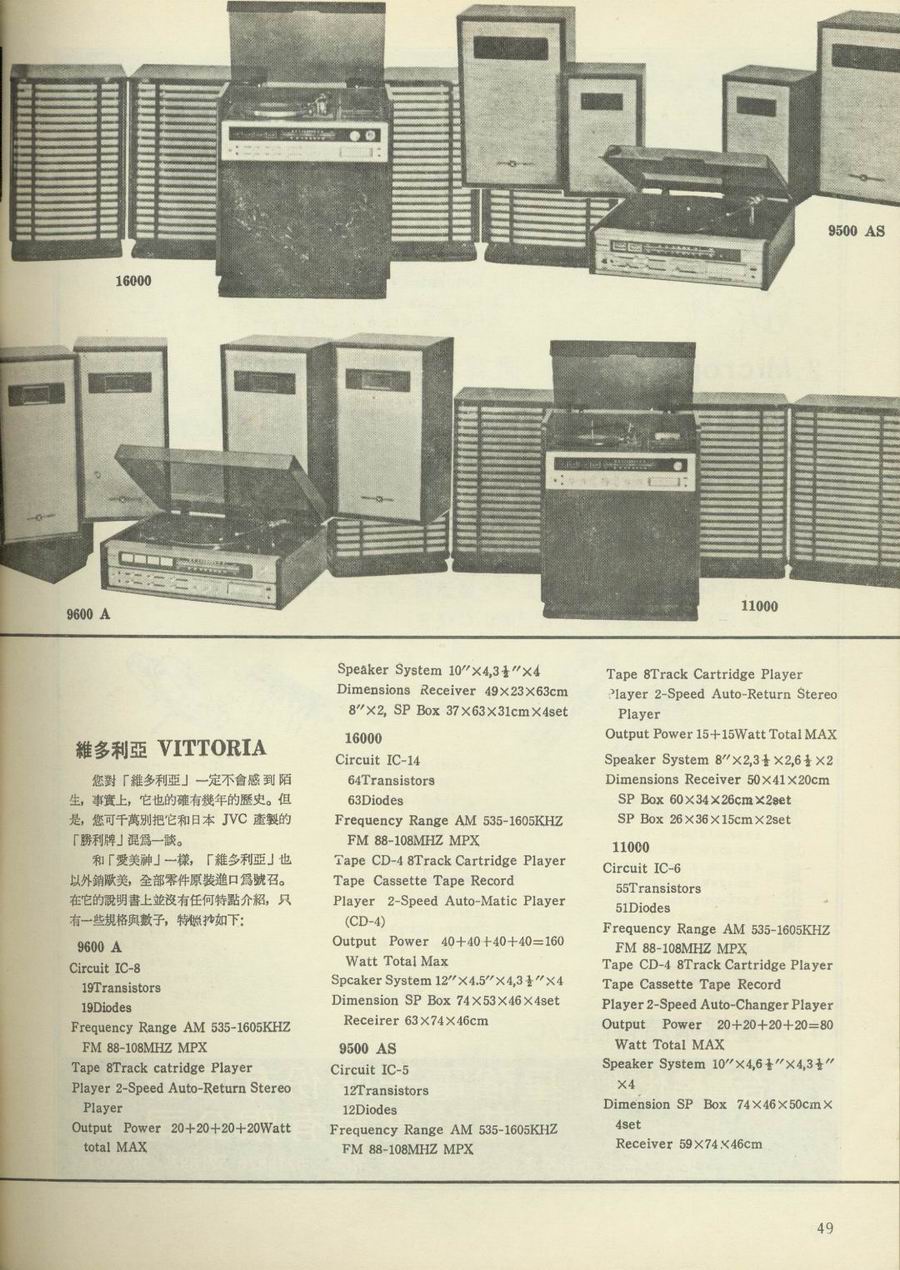 16000
9500 AS
9600 A
11000
維多利亞 VITTORIA
您對「維多利亞」一定不會感到陌
生，事實上，它也的確有幾年的歷史。但
是，您可千萬別把它和日本 JVC 產製的
「勝利牌」混爲一談。
和「愛美神」一樣，「維多利亞」也
以外銷歐美，全部零件原裝進口爲號召。
在它的說明書上並沒有任何特點介紹，只
有一些規格與數子，特照抄如下：
9600 A
Circuit IC-8
19Transistors
19Diodes
Frequency Range AM 535-1605KHZ
FM 88-108MHZ MPX
Tape 8Track catridge Player
Player 2-Speed Auto-Return Stereo
Player
Output Power 20+20+20+20Watt
total MAX
Speaker System 10″×4,3½″×4
Dimensions Receiver 49×23×63cm
8″×2, SP Box 37×63×31cm×4set
16000
Circuit IC-14
64Transistors
63Diodes
Frequency Range AM 535-1605KHZ
FM 88-108MHZ MPX
Tape CD-4 8Track Cartridge Player
Tape Cassette Tape Record
Player 2-Speed Auto-Matic Player
(CD-4)
Output Power 40+40+40+40=160
Watt Total Max
Spcaker System 12″×4.5″×4,3½″×4
Dimension SP Box 74×53×46×4set
Receirer 63×74×46cm
9500 AS
Circuit IC-5
12Transistors
12Diodes
Frequency Range AM 535-1605KHZ
FM 88-108MHZ MPX
Tape 8Track Cartridge Player
Player 2-Speed Auto-Return Stereo
Player
Output Power 15+15Watt Total MAX
Speaker System 8″×2,3½×2,6½×2
Dimensions Receiver 50×41×20cm
SP Box 60×34×26cm×2set
SP Box 26×36×15cm×2set
11000
Circuit IC-6
55Transistors
51Diodes
Frequency Range AM 535-1605KHZ
FM 88-108MHZ MPX
Tape CD-4 8Track Cartridge Player
Tape Cassette Tape Record
Player 2-Speed Auto-Changer Player
Output Power 20+20+20+20=80
Watt Total MAX
Speaker System 10″×4,6½″×4,3½″
×4
Dimension SP Box 74×46×50cm×
4set
Receiver 59×74×46cm
49